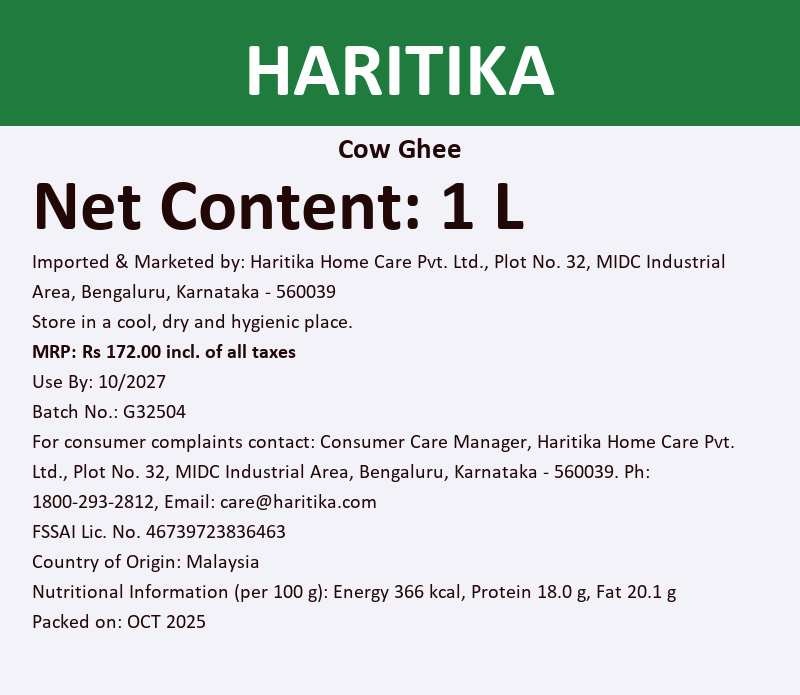 HARITIKA
Cow Ghee
Net Content: 1 L
Imported & Marketed by: Haritika Home Care Pvt. Ltd., Plot No. 32, MIDC Industrial
Area, Bengaluru, Karnataka - 560039
Store in a cool, dry and hygienic place.
MRP: Rs 172.00 incl. of all taxes
Use By: 10/2027
Batch No.: G32504
For consumer complaints contact: Consumer Care Manager, Haritika Home Care Pvt.
Ltd., Plot No. 32, MIDC Industrial Area, Bengaluru, Karnataka - 560039. Ph:
1800-293-2812, Email: care@haritika.com
FSSAI Lic. No. 46739723836463
Country of Origin: Malaysia
Nutritional Information (per 100 g): Energy 366 kcal, Protein 18.0 g, Fat 20.1 g
Packed on: OCT 2025